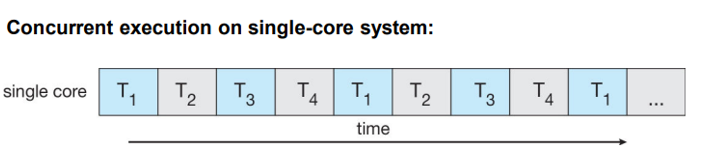 Concurrent execution on single-core system:
single core T₁ T₂ T₃ T₄ T₁ T₂ T₃ T₄ T₁ ...
time